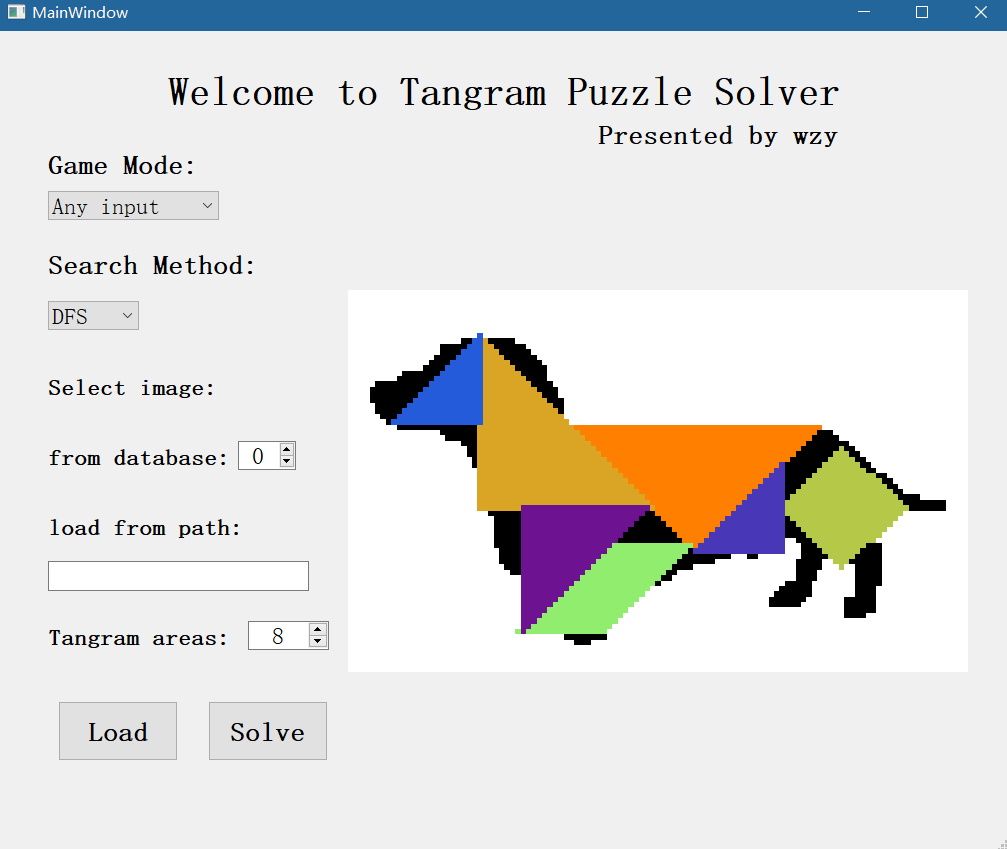 MainWindow
Welcome to Tangram Puzzle Solver
Presented by wzy
Game Mode:
Any input
Search Method:
DFS
Select image:
from database: 0
load from path:
Tangram areas: 8
Load Solve